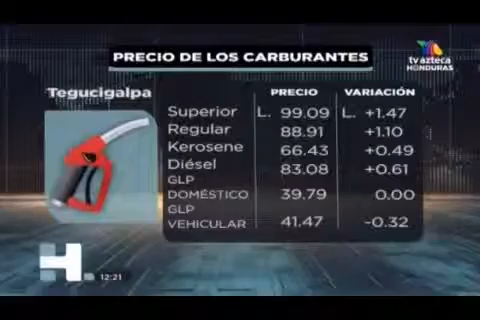 PRECIO DE LOS CARBURANTES
tv azteca
HONDURAS
Tegucigalpa
PRECIO VARIACIÓN
Superior L. 99.09 L. +1.47
Regular 88.91 +1.10
Kerosene 66.43 +0.49
Diésel 83.08 +0.61
GLP
DOMÉSTICO 39.79 0.00
GLP
VEHICULAR 41.47 -0.32
H
12:21